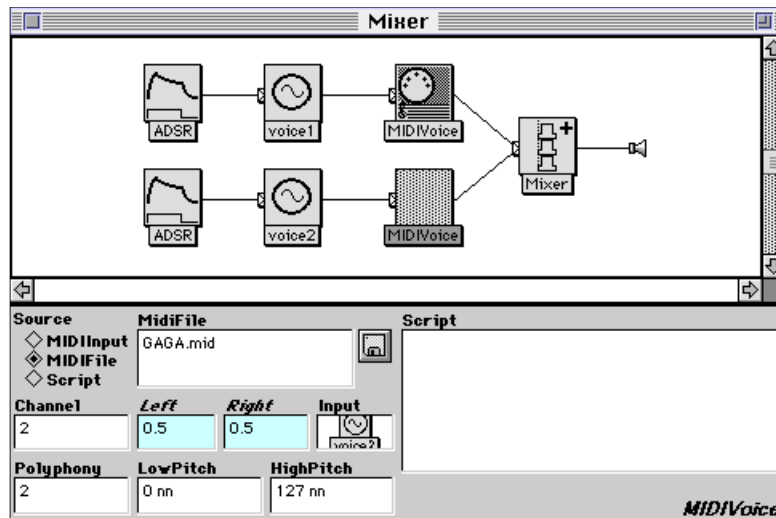 Mixer
ADSR
voice1
MIDIVoice
Mixer
ADSR
voice2
MIDIVoice
Source
MidiFile
Script
MIDIInput
GAGA.mid
MIDIFile
Script
Channel
Left
Right
Input
2
0.5
0.5
voice2
Polyphony
LowPitch
HighPitch
2
0 nn
127 nn
MIDIVoice